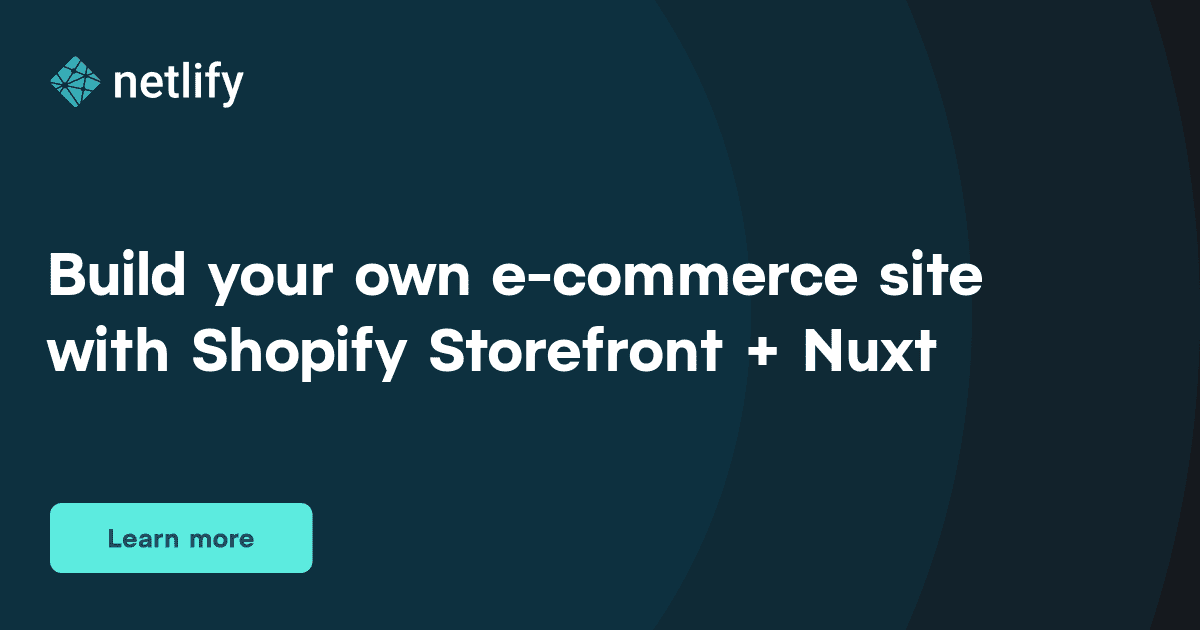 netlify
Build your own e-commerce site
with Shopify Storefront + Nuxt
Learn more